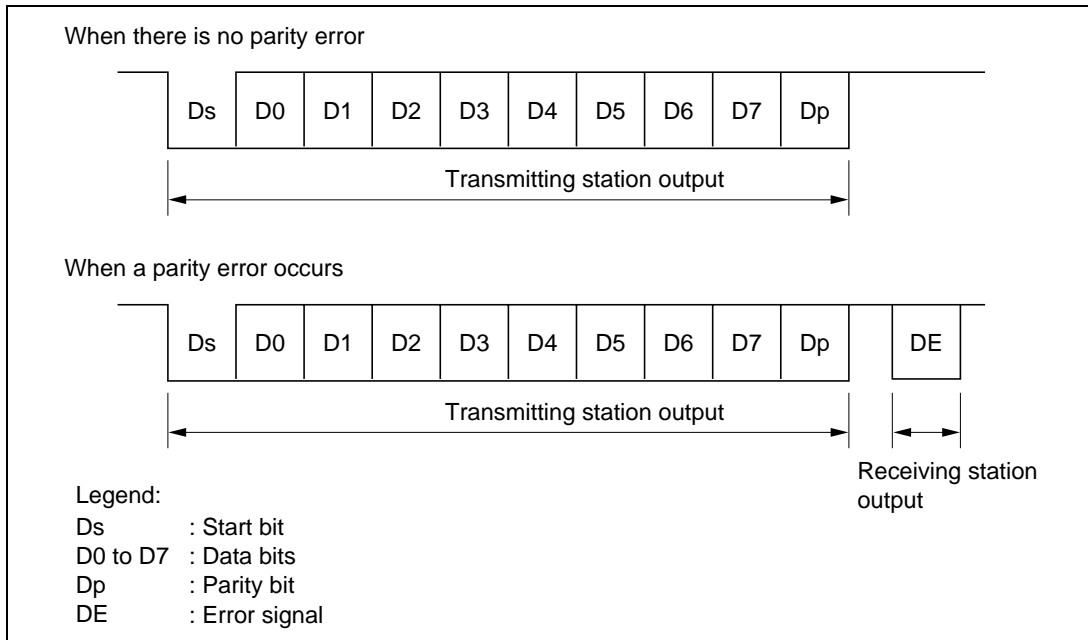 When there is no parity error
Ds D0 D1 D2 D3 D4 D5 D6 D7 Dp
Transmitting station output
When a parity error occurs
Ds D0 D1 D2 D3 D4 D5 D6 D7 Dp DE
Transmitting station output
Receiving station
output
Legend:
Ds : Start bit
D0 to D7 : Data bits
Dp : Parity bit
DE : Error signal